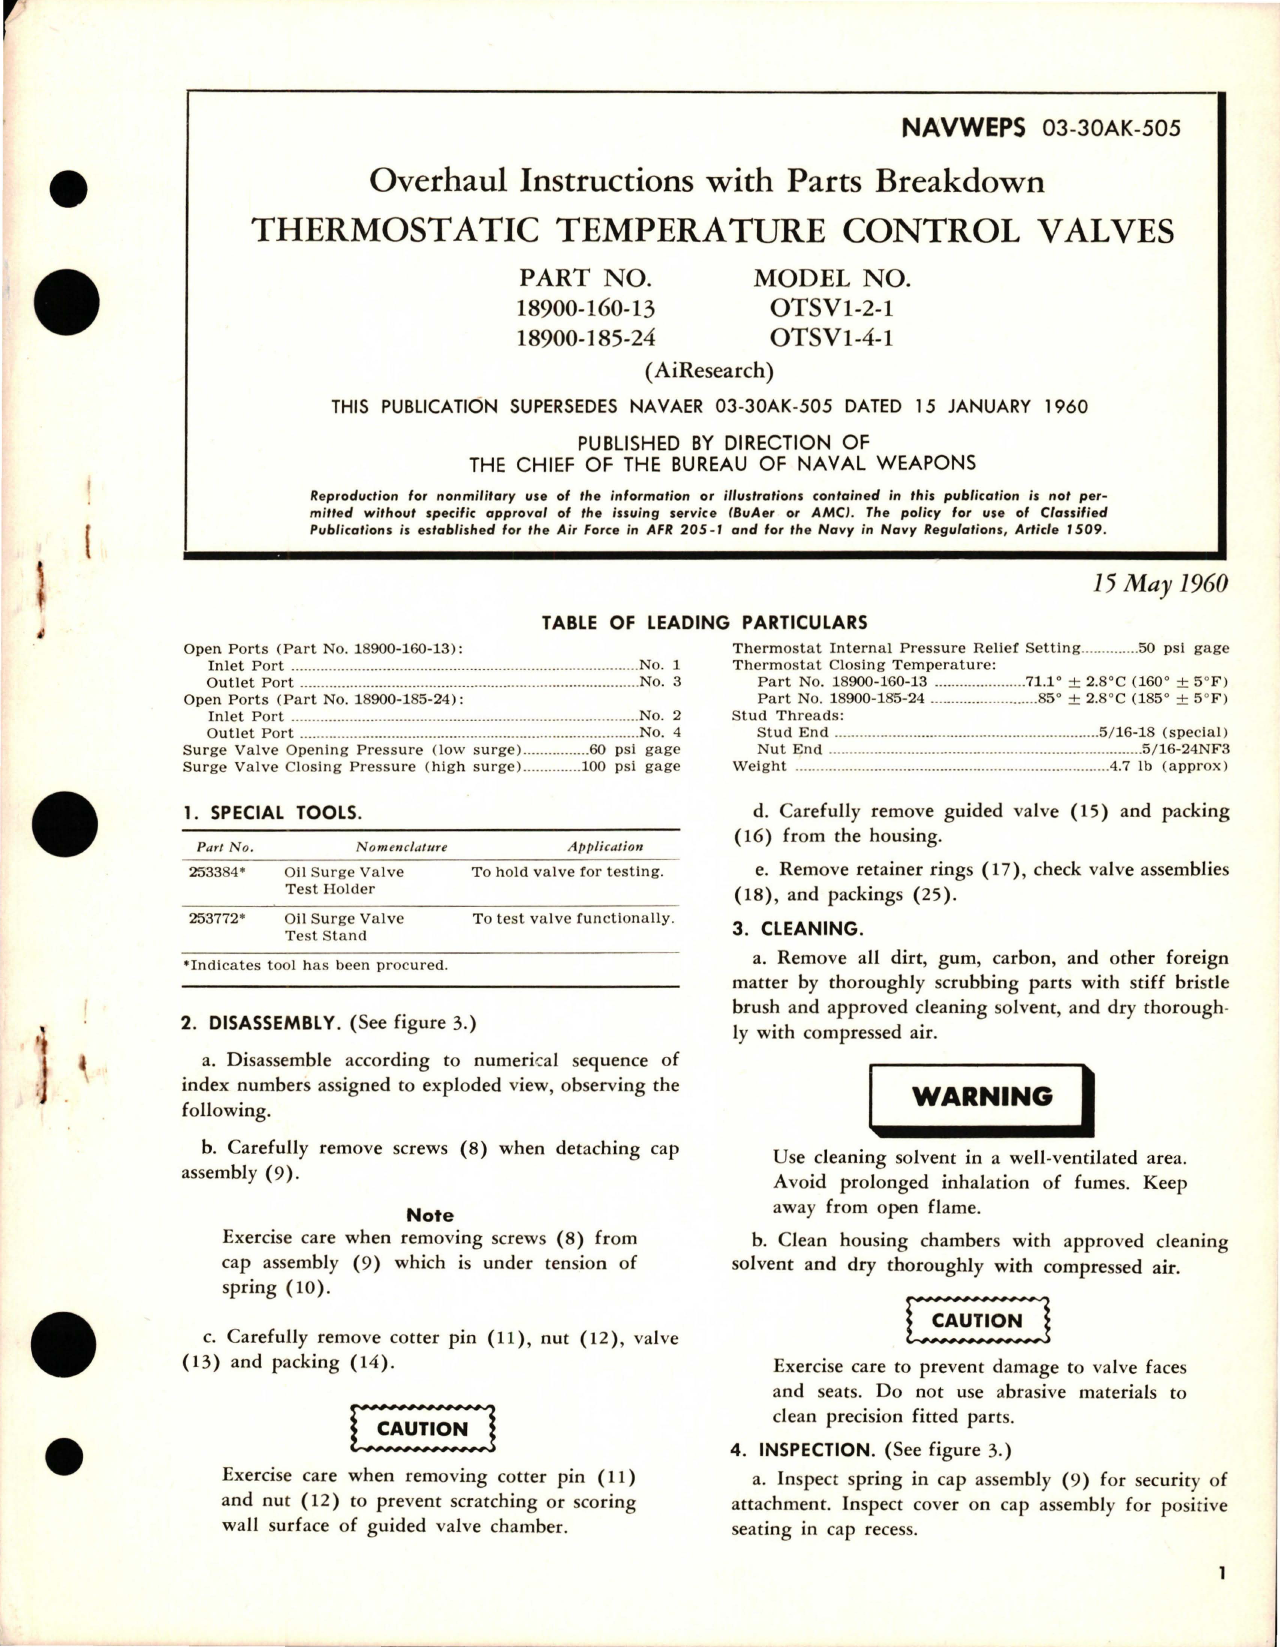 NAVWEPS 03-30AK-505
Overhaul Instructions with Parts Breakdown
THERMOSTATIC TEMPERATURE CONTROL VALVES
PART NO. MODEL NO.
18900-160-13 OTSV1-2-1
18900-185-24 OTSV1-4-1
(AiResearch)
THIS PUBLICATION SUPERSEDES NAVAER 03-30AK-505 DATED 15 JANUARY 1960
PUBLISHED BY DIRECTION OF
THE CHIEF OF THE BUREAU OF NAVAL WEAPONS
Reproduction for nonmilitary use of the information or illustrations contained in this publication is not per-
mitted without specific approval of the issuing service (BuAer or AMC). The policy for use of Classified
Publications is established for the Air Force in AFR 205-1 and for the Navy in Navy Regulations, Article 1509.
15 May 1960
TABLE OF LEADING PARTICULARS
Open Ports (Part No. 18900-160-13):
Inlet Port ........ No. 1
Outlet Port ........ No. 3
Open Ports (Part No. 18900-185-24):
Inlet Port ........ No. 2
Outlet Port ........ No. 4
Surge Valve Opening Pressure (low surge)........60 psi gage
Surge Valve Closing Pressure (high surge)........100 psi gage
Thermostat Internal Pressure Relief Setting........50 psi gage
Thermostat Closing Temperature:
Part No. 18900-160-13 ........71.1° ± 2.8°C (160° ± 5°F)
Part No. 18900-185-24 ........85° ± 2.8°C (185° ± 5°F)
Stud Threads:
Stud End ........5/16-18 (special)
Nut End ........5/16-24NF3
Weight ........4.7 lb (approx)
1. SPECIAL TOOLS.
Part No. Nomenclature Application
253384* Oil Surge Valve To hold valve for testing.
Test Holder
253772* Oil Surge Valve To test valve functionally.
Test Stand
*Indicates tool has been procured.
2. DISASSEMBLY. (See figure 3.)
a. Disassemble according to numerical sequence of
index numbers assigned to exploded view, observing the
following.
b. Carefully remove screws (8) when detaching cap
assembly (9).
Note
Exercise care when removing screws (8) from
cap assembly (9) which is under tension of
spring (10).
c. Carefully remove cotter pin (11), nut (12), valve
(13) and packing (14).
CAUTION
Exercise care when removing cotter pin (11)
and nut (12) to prevent scratching or scoring
wall surface of guided valve chamber.
d. Carefully remove guided valve (15) and packing
(16) from the housing.
e. Remove retainer rings (17), check valve assemblies
(18), and packings (25).
3. CLEANING.
a. Remove all dirt, gum, carbon, and other foreign
matter by thoroughly scrubbing parts with stiff bristle
brush and approved cleaning solvent, and dry thorough-
ly with compressed air.
WARNING
Use cleaning solvent in a well-ventilated area.
Avoid prolonged inhalation of fumes. Keep
away from open flame.
b. Clean housing chambers with approved cleaning
solvent and dry thoroughly with compressed air.
CAUTION
Exercise care to prevent damage to valve faces
and seats. Do not use abrasive materials to
clean precision fitted parts.
4. INSPECTION. (See figure 3.)
a. Inspect spring in cap assembly (9) for security of
attachment. Inspect cover on cap assembly for positive
seating in cap recess.
1